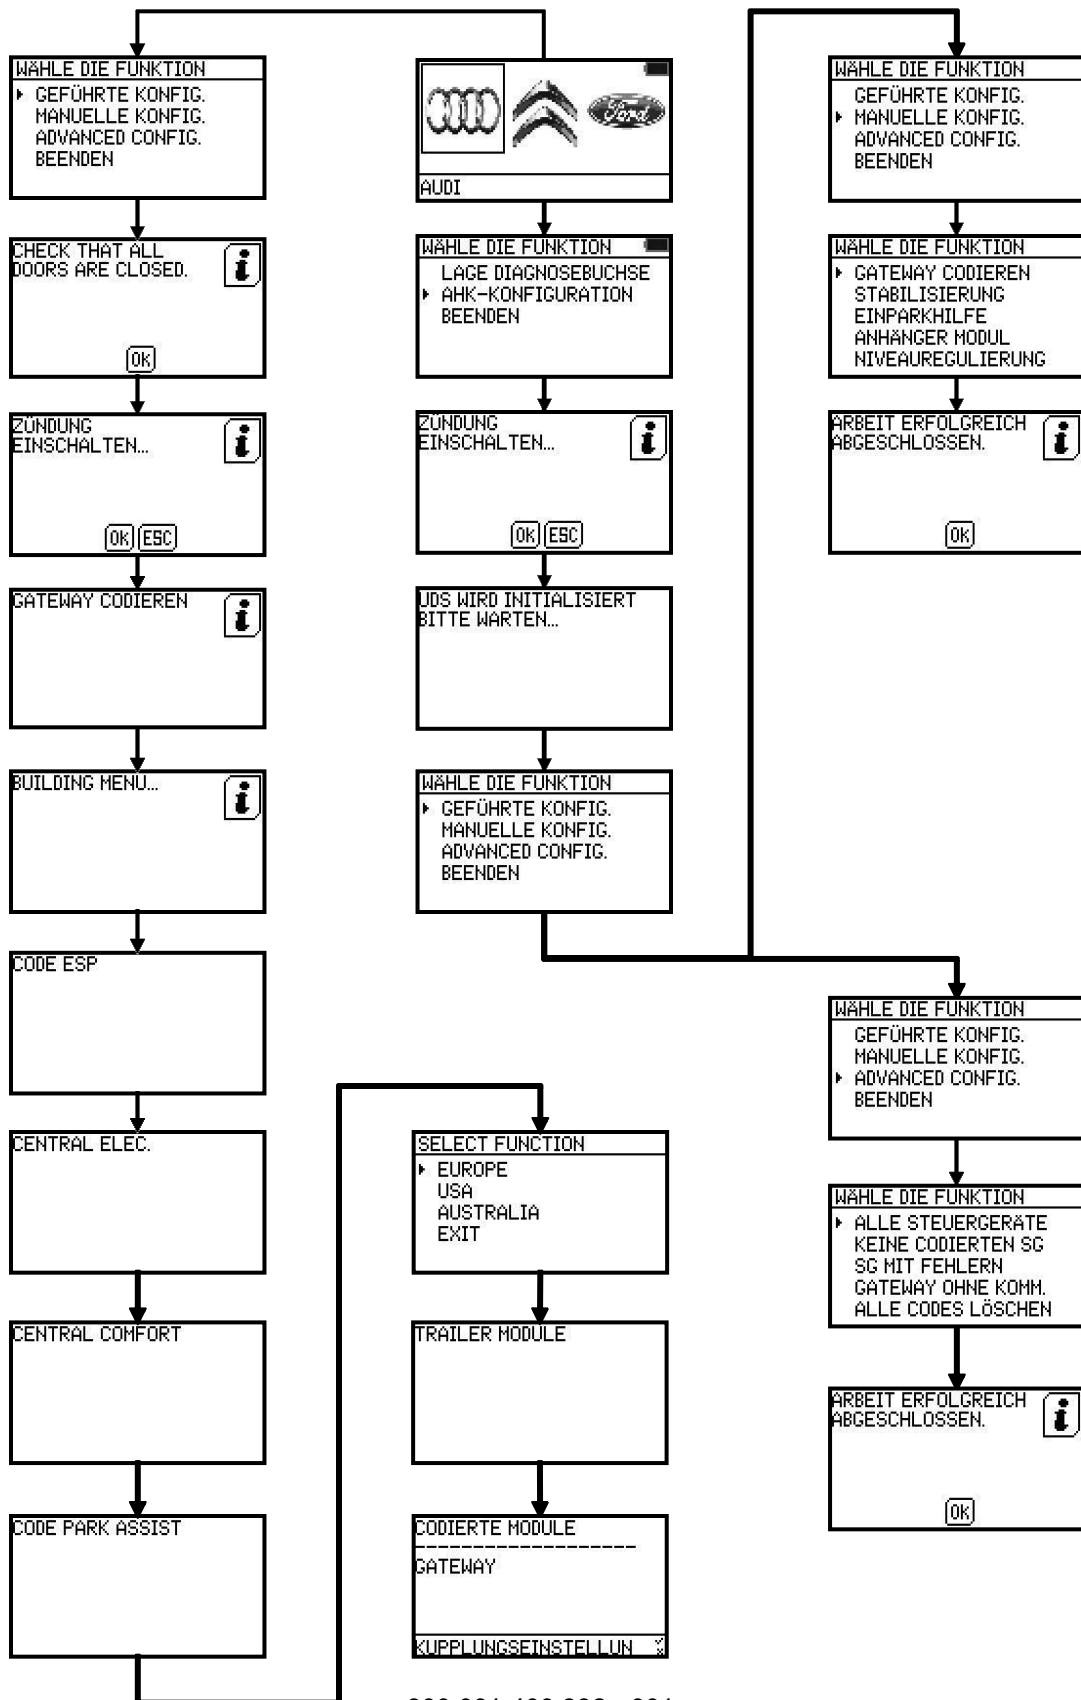 WÄHLE DIE FUNKTION
GEFÜHRTE KONFIG.
MANUELLE KONFIG.
ADVANCED CONFIG.
BEENDEN
CHECK THAT ALL
DOORS ARE CLOSED.
i
OK
ZÜNDUNG
EINSCHALTEN...
i
OK ESC
GATEWAY CODIEREN
i
BUILDING MENU...
i
CODE ESP
CENTRAL ELEC.
CENTRAL COMFORT
CODE PARK ASSIST
Ford
AUDI
WÄHLE DIE FUNKTION
LAGE DIAGNOSEBUCHSE
AHK-KONFIGURATION
BEENDEN
ZÜNDUNG
EINSCHALTEN...
i
OK ESC
UDS WIRD INITIALISIERT
BITTE WARTEN...
WÄHLE DIE FUNKTION
GEFÜHRTE KONFIG.
MANUELLE KONFIG.
ADVANCED CONFIG.
BEENDEN
SELECT FUNCTION
EUROPE
USA
AUSTRALIA
EXIT
TRAILER MODULE
CODIERTE MODULE
-------------------
GATEWAY
KUPPLUNGSEINSTELLUN
WÄHLE DIE FUNKTION
GEFÜHRTE KONFIG.
MANUELLE KONFIG.
ADVANCED CONFIG.
BEENDEN
WÄHLE DIE FUNKTION
GATEWAY CODIEREN
STABILISIERUNG
EINPARKHILFE
ANHÄNGER MODUL
NIVEAUREGULIERUNG
ARBEIT ERFOLGREICH
ABGESCHLOSSEN.
i
OK
WÄHLE DIE FUNKTION
GEFÜHRTE KONFIG.
MANUELLE KONFIG.
ADVANCED CONFIG.
BEENDEN
WÄHLE DIE FUNKTION
ALLE STEUERGERÄTE
KEINE CODIERTEN SG
SG MIT FEHLERN
GATEWAY OHNE KOMM.
ALLE CODES LÖSCHEN
ARBEIT ERFOLGREICH
ABGESCHLOSSEN.
i
OK